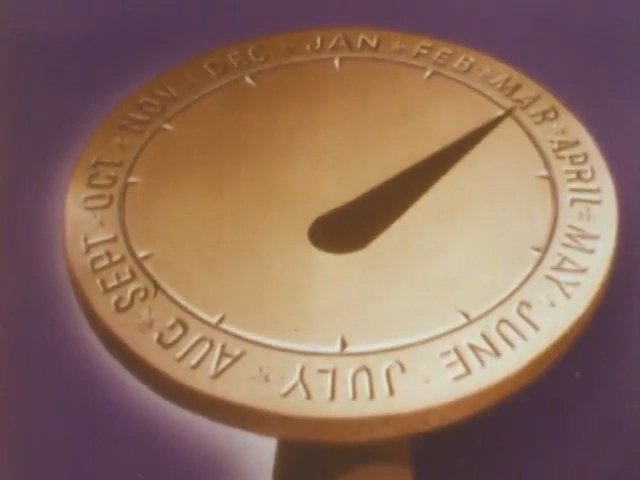 JAN
FEB
MAR
APRIL
MAY
JUNE
JULY
AUG
SEPT
OCT
NOV
DEC